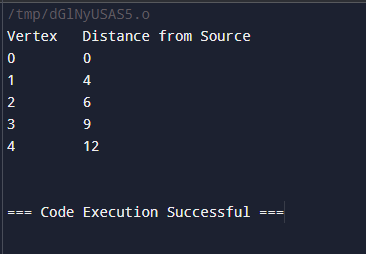 /tmp/dGlNyUSAS5.o
Vertex   Distance from Source
0        0
1        4
2        6
3        9
4        12
=== Code Execution Successful ===